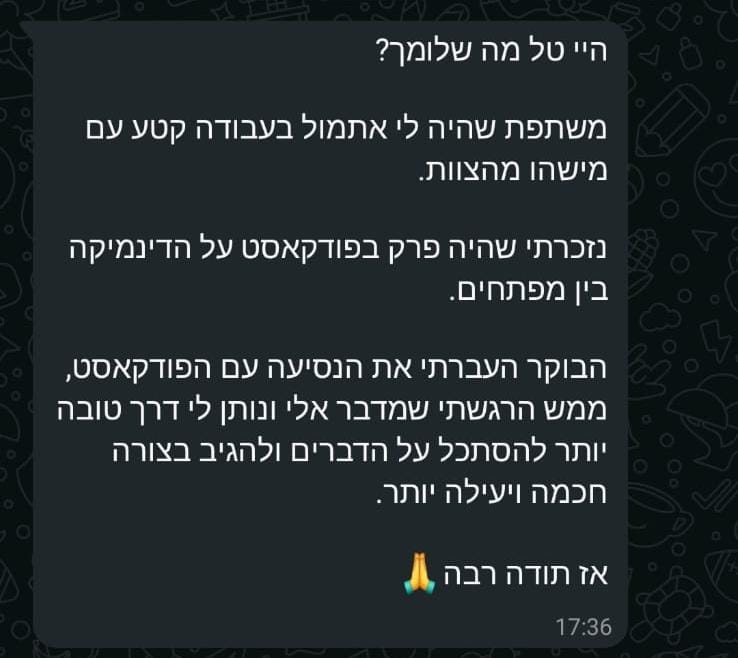 היי טל מה שלומך?
משתפת שהיה לי אתמול בעבודה קטע עם
מישהו מהצוות.
נזכרתי שהיה פרק בפודקאסט על הדינמיקה
בין מפתחים.
הבוקר העברתי את הנסיעה עם הפודקאסט,
ממש הרגשתי שמדבר אלי ונותן לי דרך טובה
יותר להסתכל על הדברים ולהגיב בצורה
חכמה ויעילה יותר.
אז תודה רבה🙏
17:36